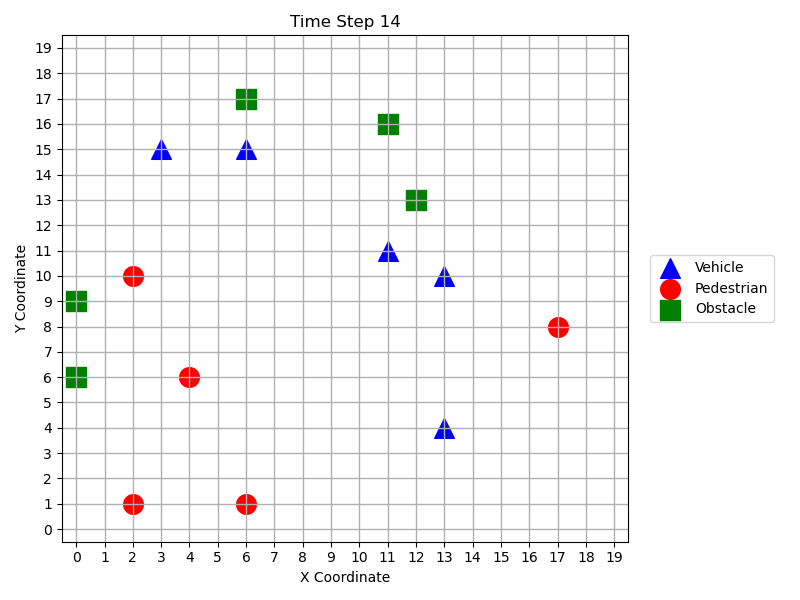 Time Step 14
19
18
17
16
15
14
13
12
11
10
9
8
7
6
5
4
3
2
1
0
Y Coordinate
0 1 2 3 4 5 6 7 8 9 10 11 12 13 14 15 16 17 18 19
X Coordinate
Vehicle
Pedestrian
Obstacle